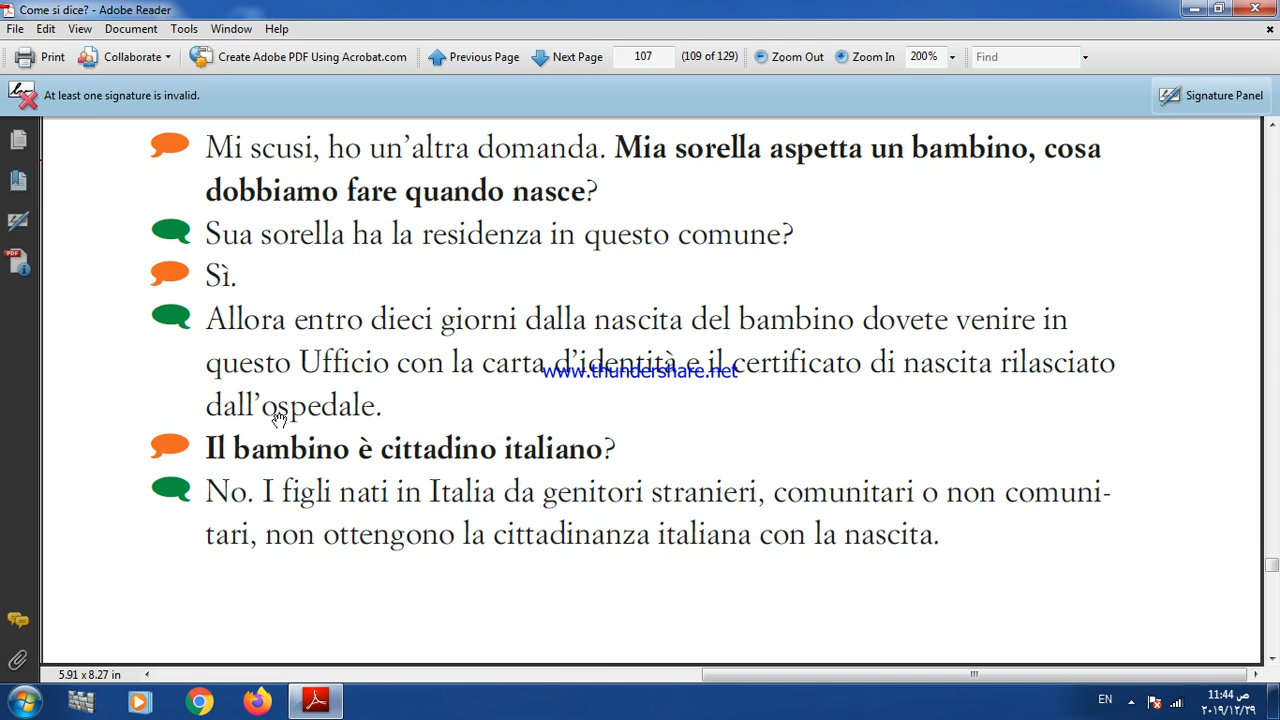 Come si dice? - Adobe Reader
File Edit View Document Tools Window Help
Print Collaborate Create Adobe PDF Using Acrobat.com Previous Page Next Page 107 (109 of 129) Zoom Out Zoom In 200% Find
At least one signature is invalid. Signature Panel
Mi scusi, ho un'altra domanda. Mia sorella aspetta un bambino, cosa
dobbiamo fare quando nasce?
Sua sorella ha la residenza in questo comune?
Sì.
Allora entro dieci giorni dalla nascita del bambino dovete venire in
questo Ufficio con la carta d'identità e il certificato di nascita rilasciato
www.thundershare.net
dall'ospedale.
Il bambino è cittadino italiano?
No. I figli nati in Italia da genitori stranieri, comunitari o non comuni-
tari, non ottengono la cittadinanza italiana con la nascita.
5.91 x 8.27 in
EN
11:44 ص
٢٠١٩/١٢/٢٩